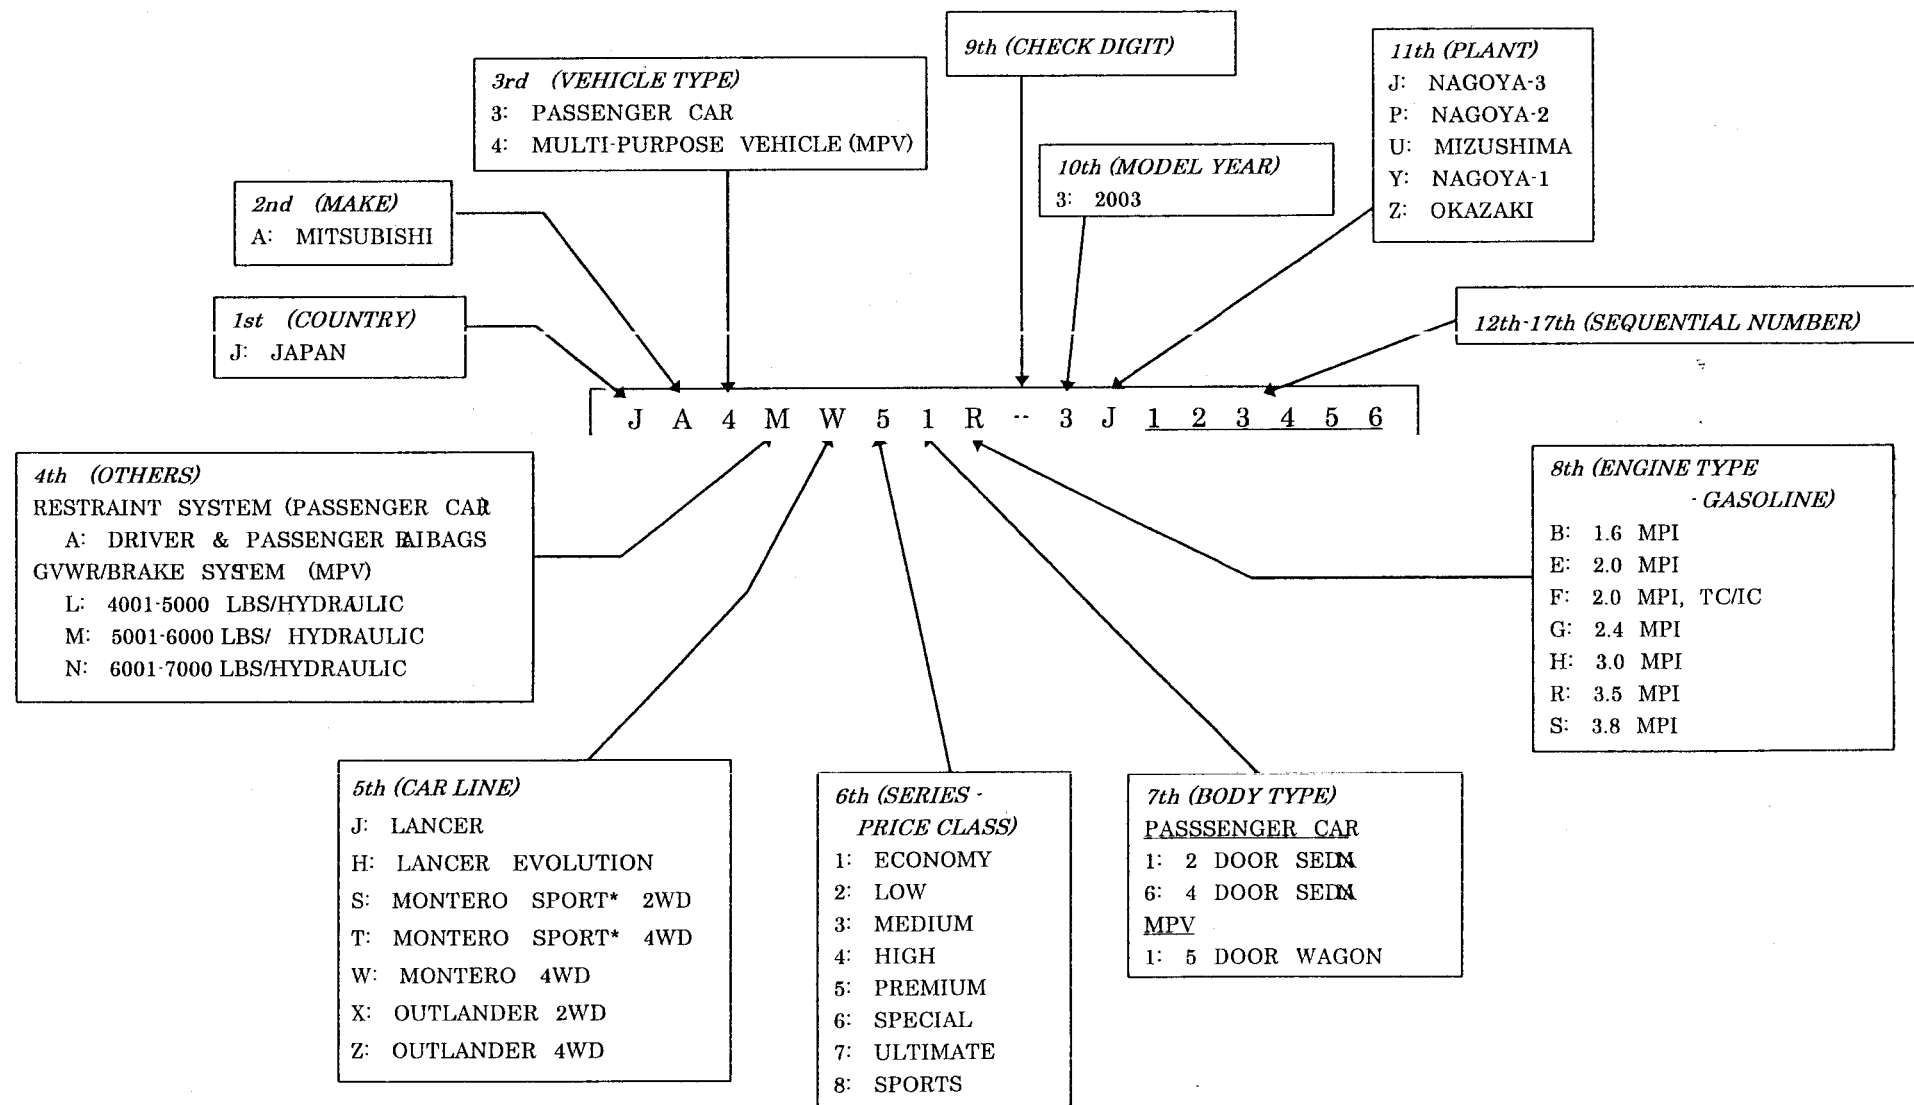 9th (CHECK DIGIT)
3rd (VEHICLE TYPE)
3: PASSENGER CAR
4: MULTI-PURPOSE VEHICLE (MPV)
11th (PLANT)
J: NAGOYA-3
P: NAGOYA-2
U: MIZUSHIMA
Y: NAGOYA-1
Z: OKAZAKI
10th (MODEL YEAR)
3: 2003
2nd (MAKE)
A: MITSUBISHI
1st (COUNTRY)
J: JAPAN
12th-17th (SEQUENTIAL NUMBER)
J A 4 M W 5 1 R -- 3 J 1 2 3 4 5 6
4th (OTHERS)
RESTRAINT SYSTEM (PASSENGER CAR)
A: DRIVER & PASSENGER
GVWR/BRAKE SYSTEM (MPV)
L: 4001-5000 LBS/HYDRAULIC
M: 5001-6000 LBS/ HYDRAULIC
N: 6001-7000 LBS/HYDRAULIC
8th (ENGINE TYPE
- GASOLINE)
B: 1.6 MPI
E: 2.0 MPI
F: 2.0 MPI, TC/IC
G: 2.4 MPI
H: 3.0 MPI
R: 3.5 MPI
S: 3.8 MPI
5th (CAR LINE)
J: LANCER
H: LANCER EVOLUTION
S: MONTERO SPORT* 2WD
T: MONTERO SPORT* 4WD
W: MONTERO 4WD
X: OUTLANDER 2WD
Z: OUTLANDER 4WD
6th (SERIES -
PRICE CLASS)
1: ECONOMY
2: LOW
3: MEDIUM
4: HIGH
5: PREMIUM
6: SPECIAL
7: ULTIMATE
8: SPORTS
7th (BODY TYPE)
PASSSENGER CAR
1: 2 DOOR
6: 4 DOOR
MPV
1: 5 DOOR WAGON